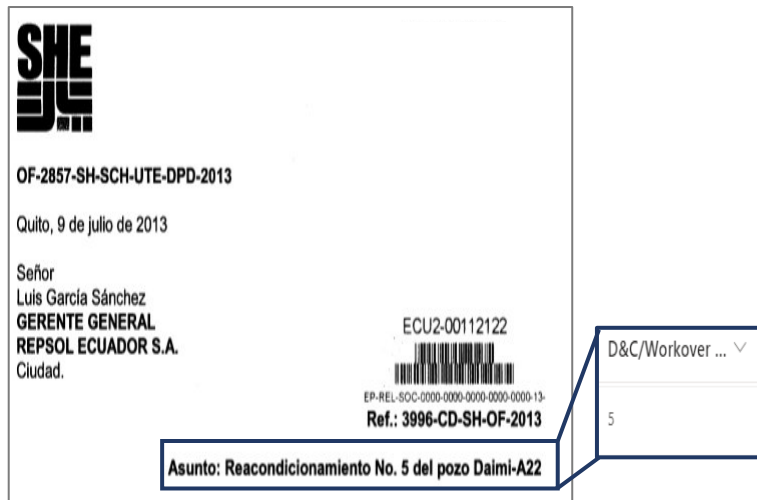 SHE
OF-2857-SH-SCH-UTE-DPD-2013
Quito, 9 de julio de 2013
Señor
Luis García Sánchez
GERENTE GENERAL
REPSOL ECUADOR S.A.
Ciudad.
ECU2-00112122
EP-REL-SOC-0000-0000-0000-0000-0000-13-
Ref.: 3996-CD-SH-OF-2013
Asunto: Reacondicionamiento No. 5 del pozo Daimi-A22
D&C/Workover ...
5